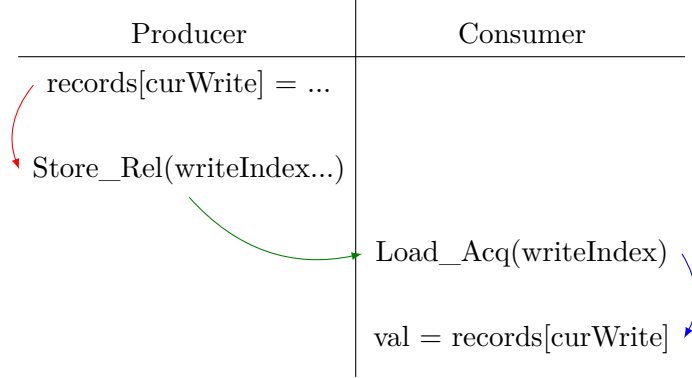 Producer Consumer
records[curWrite] = ...
Store_Rel(writeIndex...)
Load_Acq(writeIndex)
val = records[curWrite]